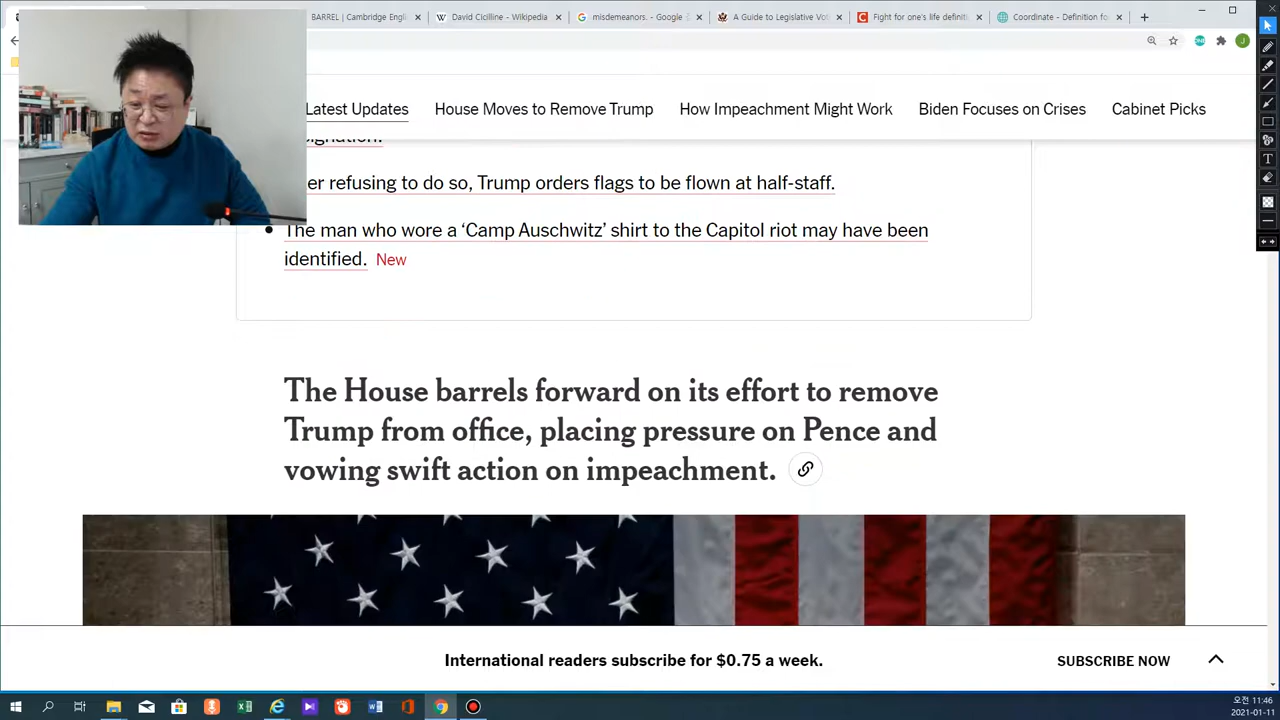 BARREL | Cambridge Engli
David Cicilline - Wikipedia
misdemeanors. - Google
A Guide to Legislative Vot
Fight for one's life definiti
Coordinate - Definition fo
J
Latest Updates
House Moves to Remove Trump
How Impeachment Might Work
Biden Focuses on Crises
Cabinet Picks
signation.
er refusing to do so, Trump orders flags to be flown at half-staff.
The man who wore a ‘Camp Auschwitz’ shirt to the Capitol riot may have been
identified. New
The House barrels forward on its effort to remove
Trump from office, placing pressure on Pence and
vowing swift action on impeachment.
International readers subscribe for $0.75 a week.
SUBSCRIBE NOW
오전 11:46
2021-01-11